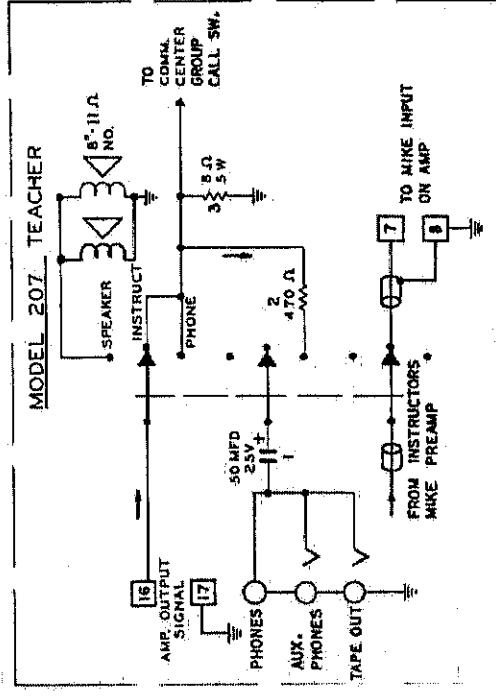 MODEL 207 TEACHER
8"-11 Ω
NO.
SPEAKER
INSTRUCT
PHONE
TO
COMM.
CENTER
GROUP
CALL SW.
8 Ω
5 W
3
16
AMP. OUTPUT
SIGNAL
17
50 MFD
25V +
1
2
470 Ω
PHONES
AUX.
PHONES
TAPE OUT
FROM INSTRUCTORS
MIKE PREAMP
7
TO MIKE INPUT
ON AMP
8